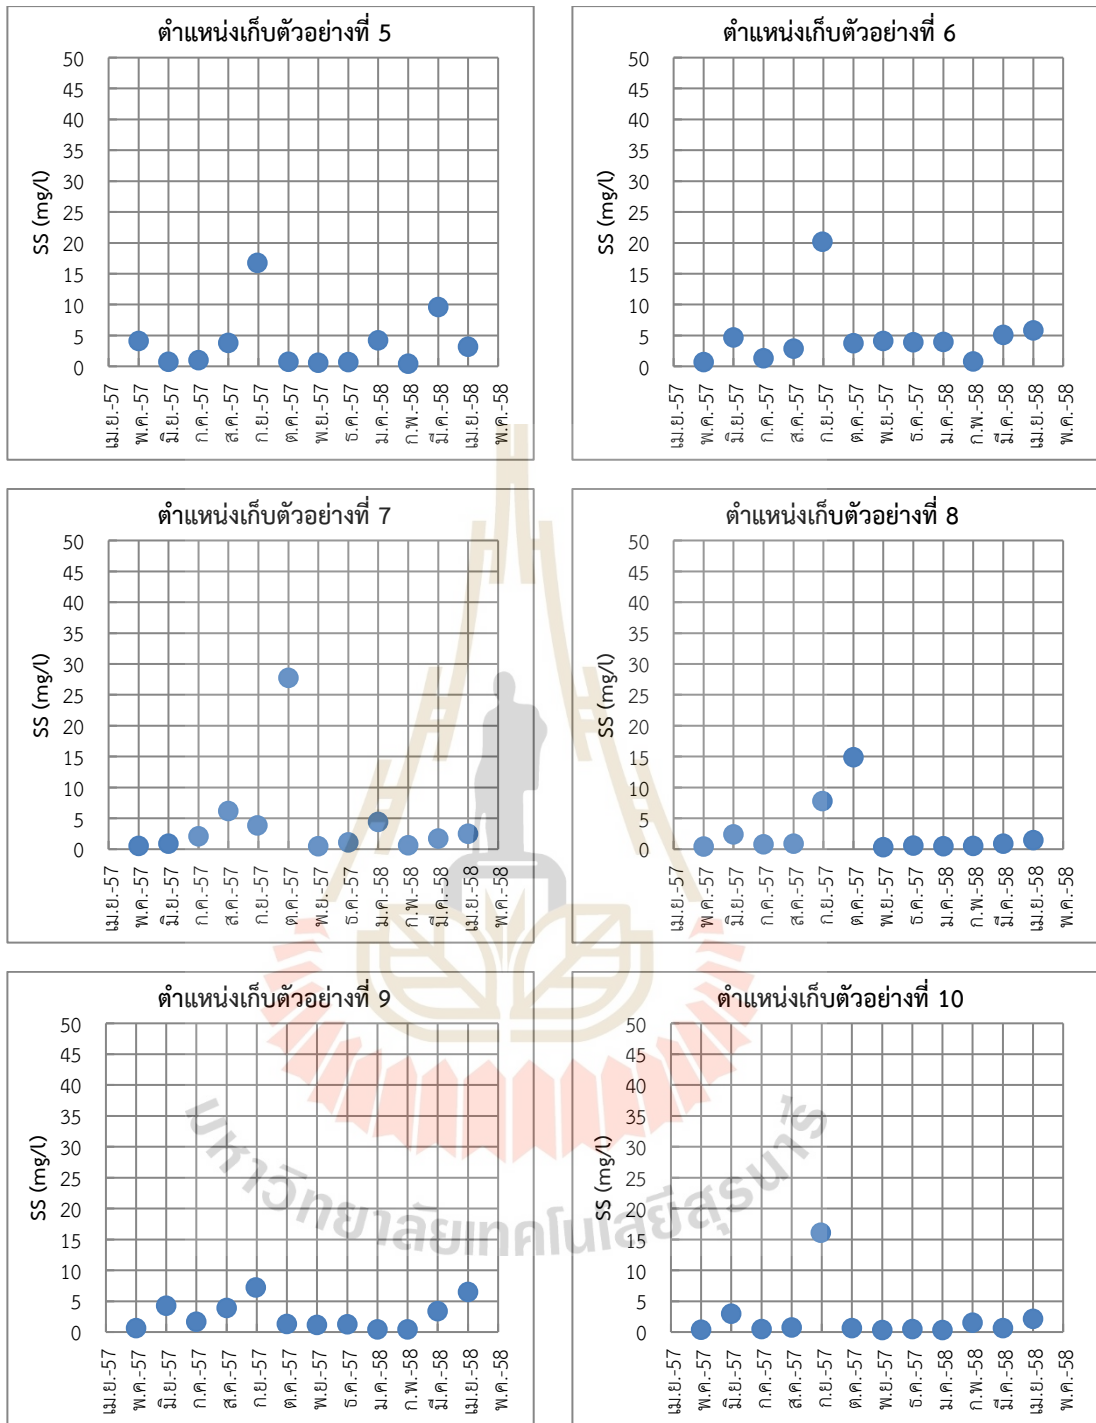 ตำแหน่งเก็บตัวอย่างที่ 5
50
45
40
35
30
25
20
15
10
5
0
SS (mg/l)
เม.ย.-57
พ.ค.-57
มิ.ย.-57
ก.ค.-57
ส.ค.-57
ก.ย.-57
ต.ค.-57
พ.ย.-57
ธ.ค.-57
ม.ค.-58
ก.พ.-58
มี.ค.-58
เม.ย.-58
พ.ค.-58
ตำแหน่งเก็บตัวอย่างที่ 6
50
45
40
35
30
25
20
15
10
5
0
SS (mg/l)
เม.ย.-57
พ.ค.-57
มิ.ย.-57
ก.ค.-57
ส.ค.-57
ก.ย.-57
ต.ค.-57
พ.ย.-57
ธ.ค.-57
ม.ค.-58
ก.พ.-58
มี.ค.-58
เม.ย.-58
พ.ค.-58
ตำแหน่งเก็บตัวอย่างที่ 7
50
45
40
35
30
25
20
15
10
5
0
SS (mg/l)
เม.ย.-57
พ.ค.-57
มิ.ย.-57
ก.ค.-57
ส.ค.-57
ก.ย.-57
ต.ค.-57
พ.ย.-57
ธ.ค.-57
ม.ค.-58
ก.พ.-58
มี.ค.-58
เม.ย.-58
พ.ค.-58
ตำแหน่งเก็บตัวอย่างที่ 8
50
45
40
35
30
25
20
15
10
5
0
SS (mg/l)
เม.ย.-57
พ.ค.-57
มิ.ย.-57
ก.ค.-57
ส.ค.-57
ก.ย.-57
ต.ค.-57
พ.ย.-57
ธ.ค.-57
ม.ค.-58
ก.พ.-58
มี.ค.-58
เม.ย.-58
พ.ค.-58
ตำแหน่งเก็บตัวอย่างที่ 9
50
45
40
35
30
25
20
15
10
5
0
SS (mg/l)
เม.ย.-57
พ.ค.-57
มิ.ย.-57
ก.ค.-57
ส.ค.-57
ก.ย.-57
ต.ค.-57
พ.ย.-57
ธ.ค.-57
ม.ค.-58
ก.พ.-58
มี.ค.-58
เม.ย.-58
พ.ค.-58
ตำแหน่งเก็บตัวอย่างที่ 10
50
45
40
35
30
25
20
15
10
5
0
SS (mg/l)
เม.ย.-57
พ.ค.-57
มิ.ย.-57
ก.ค.-57
ส.ค.-57
ก.ย.-57
ต.ค.-57
พ.ย.-57
ธ.ค.-57
ม.ค.-58
ก.พ.-58
มี.ค.-58
เม.ย.-58
พ.ค.-58
มหาวิทยาลัยเทคโนโลยีสุรนารี